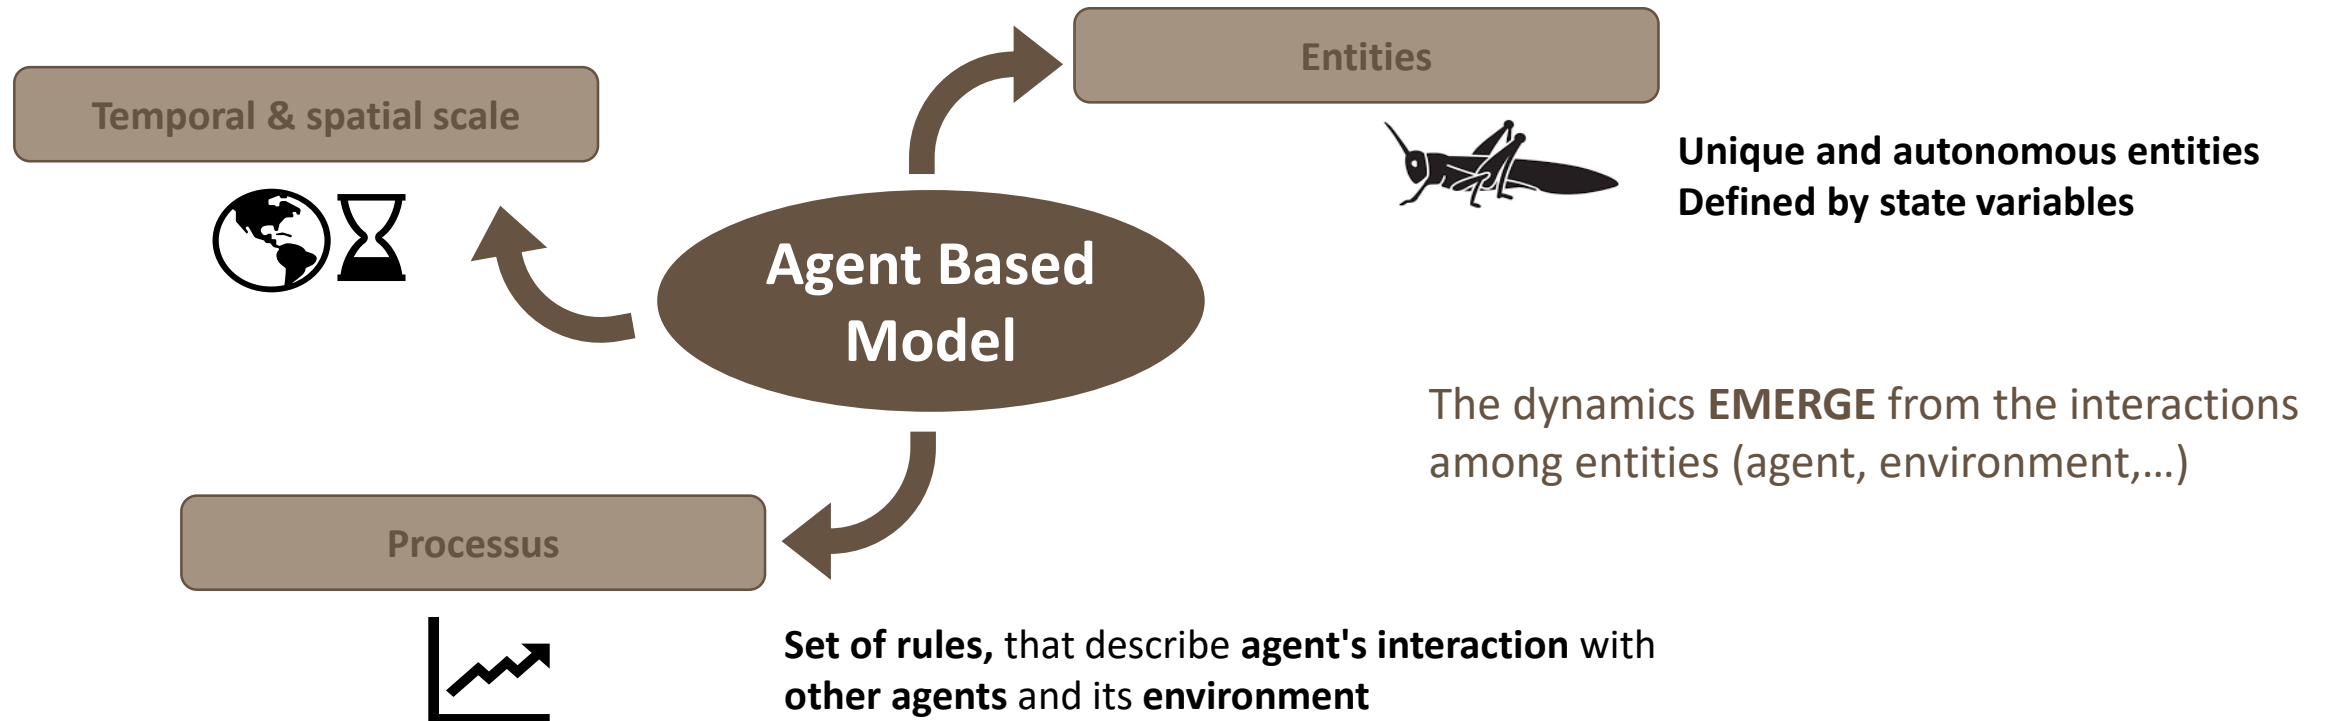 Entities
Temporal & spatial scale
Unique and autonomous entities
Defined by state variables
Agent Based
Model
The dynamics EMERGE from the interactions
among entities (agent, environment,...)
Processus
Set of rules, that describe agent's interaction with
other agents and its environment